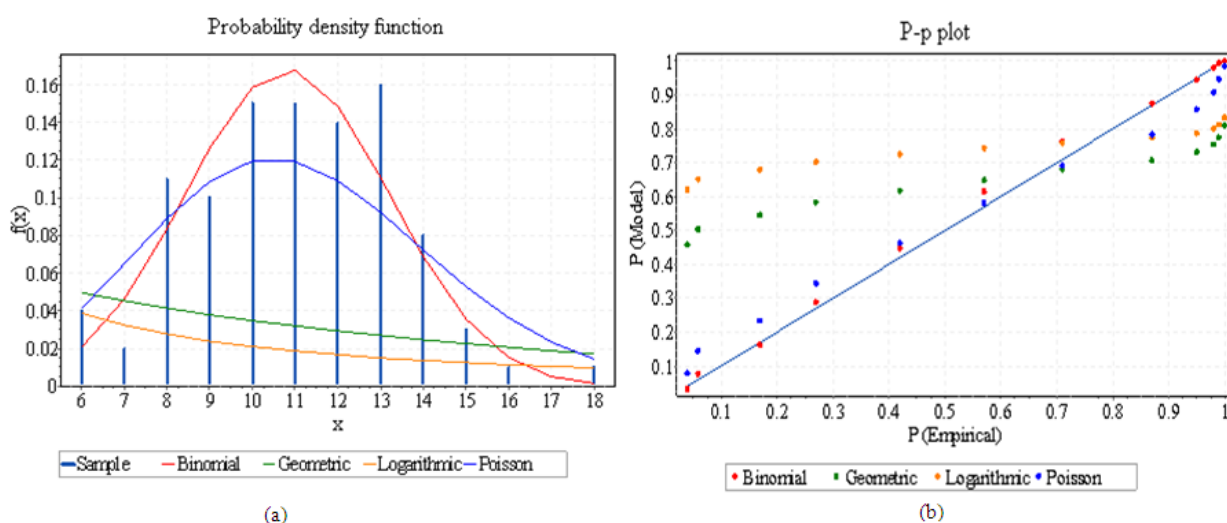 Probability density function
0.16
0.14
0.12
0.1
0.08
0.06
0.04
0.02
0
f(x)
6 7 8 9 10 11 12 13 14 15 16 17 18
x
Sample Binomial Geometric Logarithmic Poisson
(a)
P-p plot
1
0.9
0.8
0.7
0.6
0.5
0.4
0.3
0.2
0.1
P (Model)
0.1 0.2 0.3 0.4 0.5 0.6 0.7 0.8 0.9 1
P (Empirical)
Binomial Geometric Logarithmic Poisson
(b)